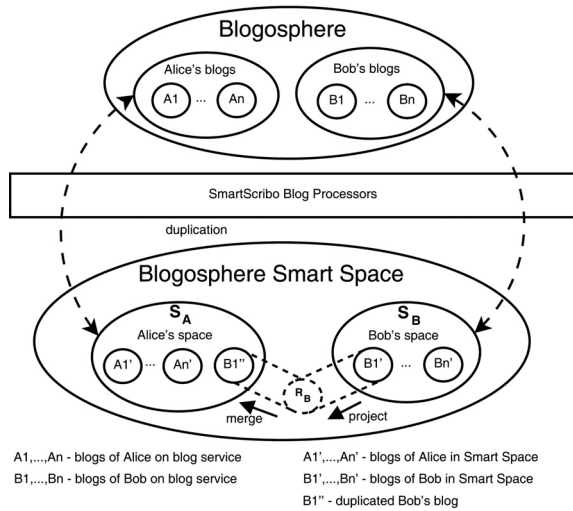 Blogosphere
Alice's blogs
Bob's blogs
A1 ... An
B1 ... Bn
SmartScribo Blog Processors
duplication
Blogosphere Smart Space
S_A
S_B
Alice's space
Bob's space
A1' ... An' B1''
R_B
B1' ... Bn'
merge
project
A1,...,An - blogs of Alice on blog service
B1,...,Bn - blogs of Bob on blog service
A1',...,An' - blogs of Alice in Smart Space
B1',...,Bn' - blogs of Bob in Smart Space
B1'' - duplicated Bob's blog